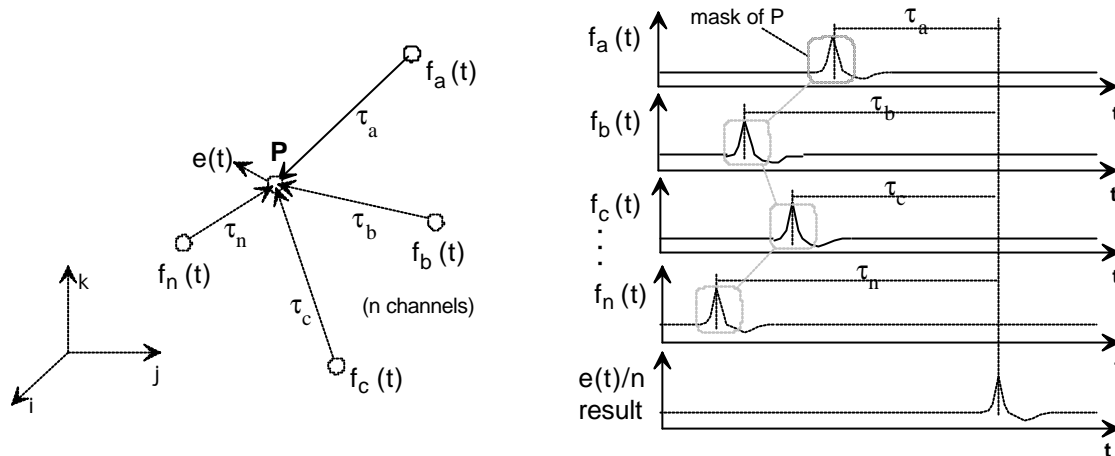 f_a (t)
τ_a
P
e(t)
τ_n
τ_b
f_n (t)
f_b (t)
k
(n channels)
τ_c
j
f_c (t)
i
mask of P
τ_a
f_a (t)
t
τ_b
f_b (t)
t
τ_c
f_c (t)
t
τ_n
f_n (t)
e(t)/n
result
t